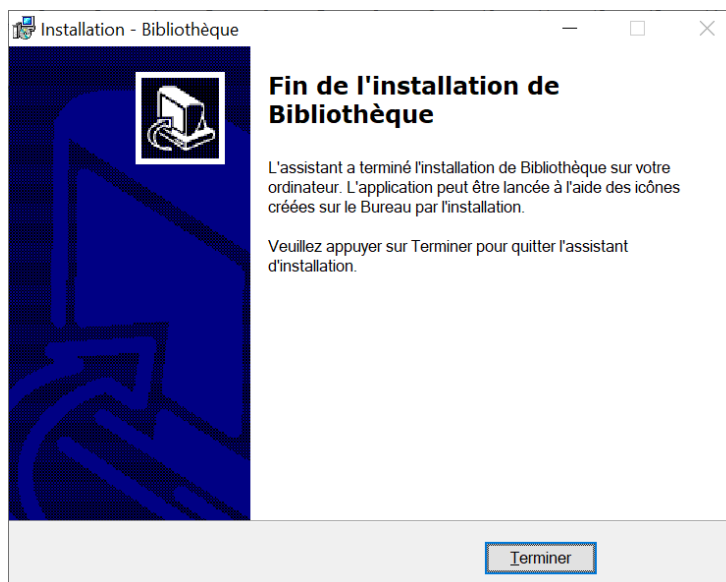 Installation - Bibliothèque
Fin de l'installation de
Bibliothèque
L'assistant a terminé l'installation de Bibliothèque sur votre
ordinateur. L'application peut être lancée à l'aide des icônes
créées sur le Bureau par l'installation.
Veuillez appuyer sur Terminer pour quitter l'assistant
d'installation.
Terminer